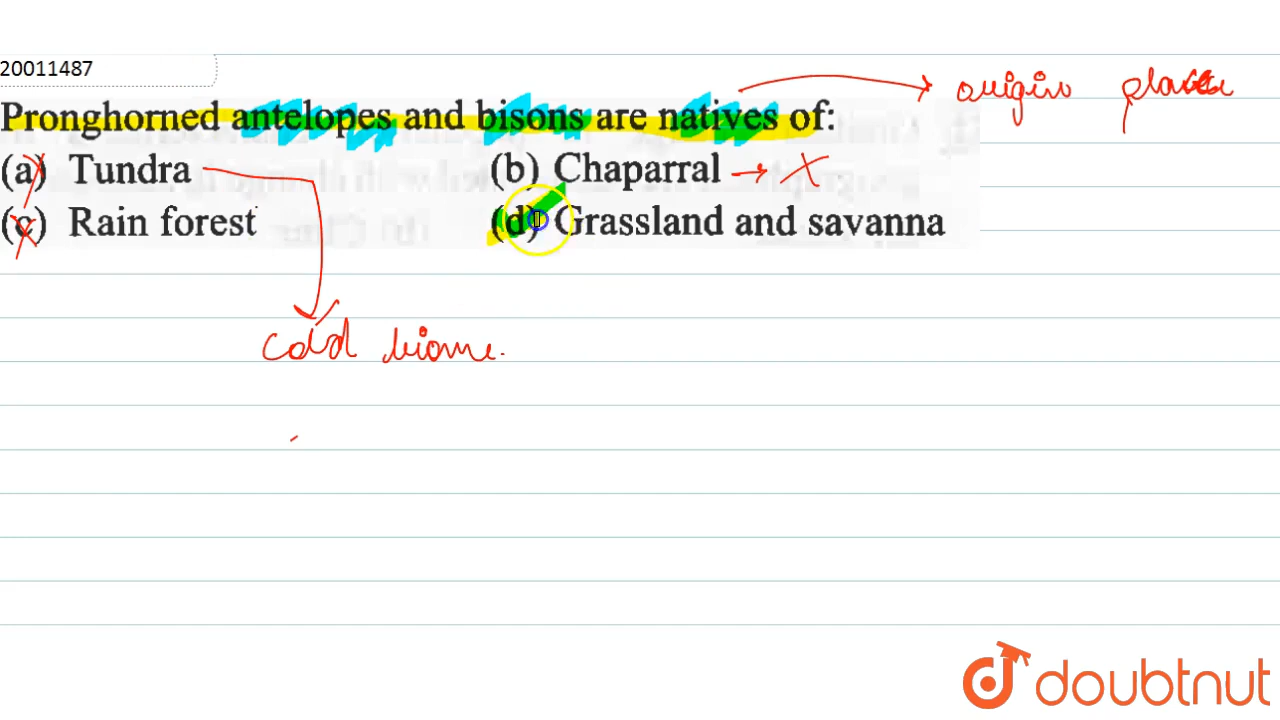 20011487
origin place
Pronghorned antelopes and bisons are natives of:
(a) Tundra (b) Chaparral → X
(c) Rain forest (d) Grassland and savanna
cold biome.
doubtnut